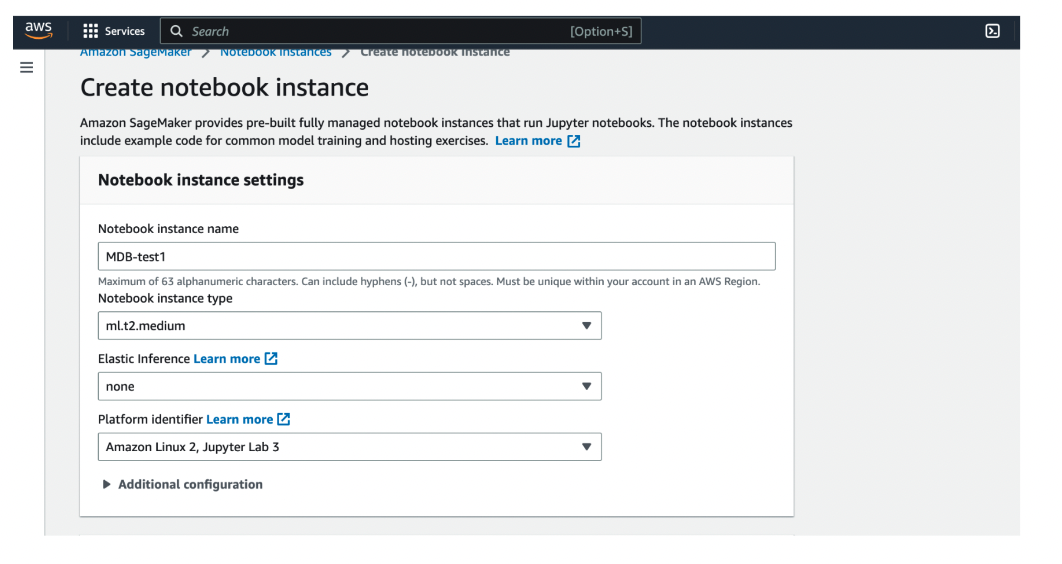 aws
Services
Search
[Option+S]
Amazon SageMaker > Notebook instances > Create notebook instance
Create notebook instance
Amazon SageMaker provides pre-built fully managed notebook instances that run Jupyter notebooks. The notebook instances
include example code for common model training and hosting exercises. Learn more
Notebook instance settings
Notebook instance name
MDB-test1
Maximum of 63 alphanumeric characters. Can include hyphens (-), but not spaces. Must be unique within your account in an AWS Region.
Notebook instance type
ml.t2.medium
Elastic Inference Learn more
none
Platform identifier Learn more
Amazon Linux 2, Jupyter Lab 3
Additional configuration